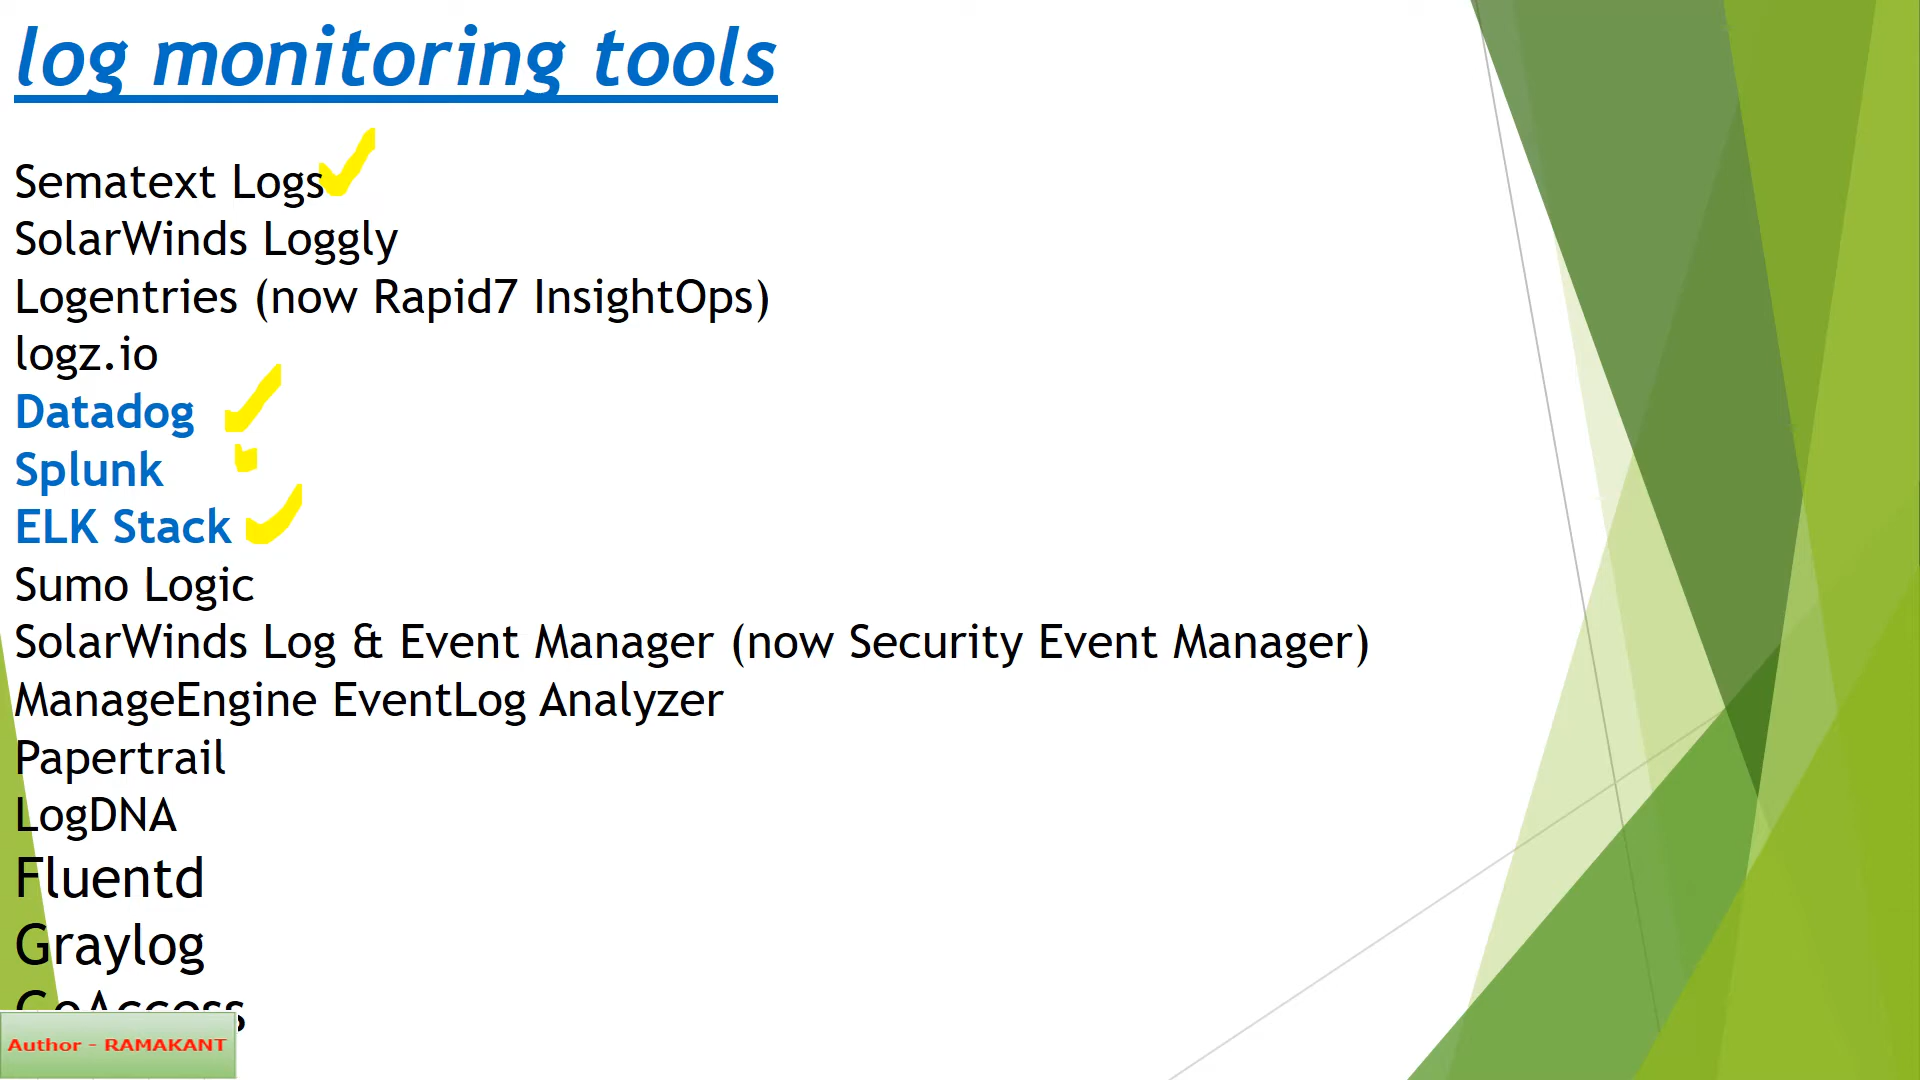 log monitoring tools
Sematext Logs
SolarWinds Loggly
Logentries (now Rapid7 InsightOps)
logz.io
Datadog
Splunk
ELK Stack
Sumo Logic
SolarWinds Log & Event Manager (now Security Event Manager)
ManageEngine EventLog Analyzer
Papertrail
LogDNA
Fluentd
Graylog
GoAccess
Author - RAMAKANT